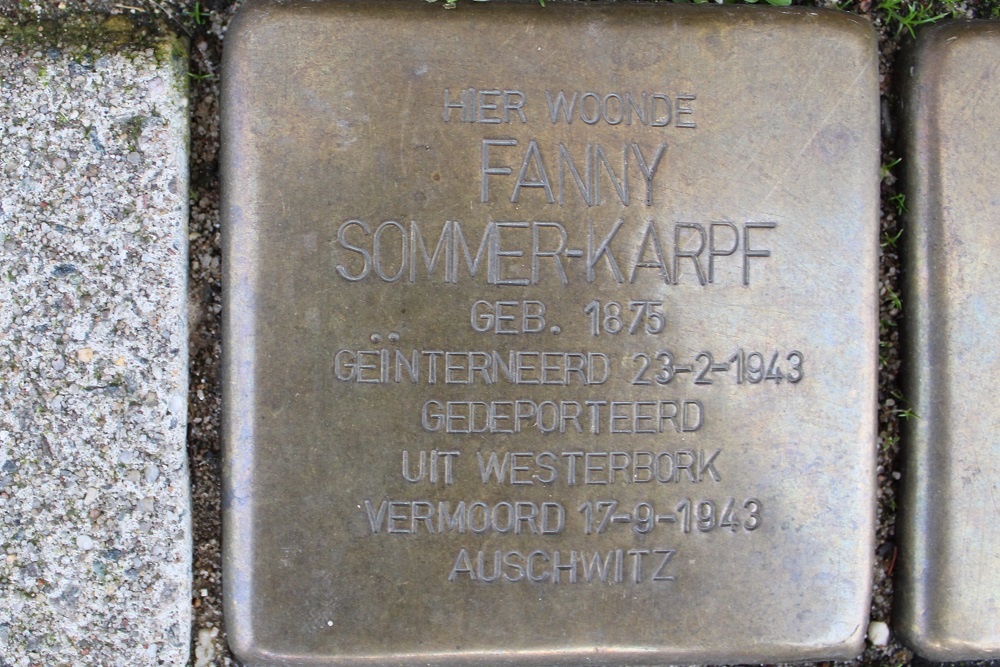 HIER WOONDE
FANNY
SOMMER-KARPF
GEB. 1875
GEÏNTERNEERD 23-2-1943
GEDEPORTEERD
UIT WESTERBORK
VERMOORD 17-9-1943
AUSCHWITZ